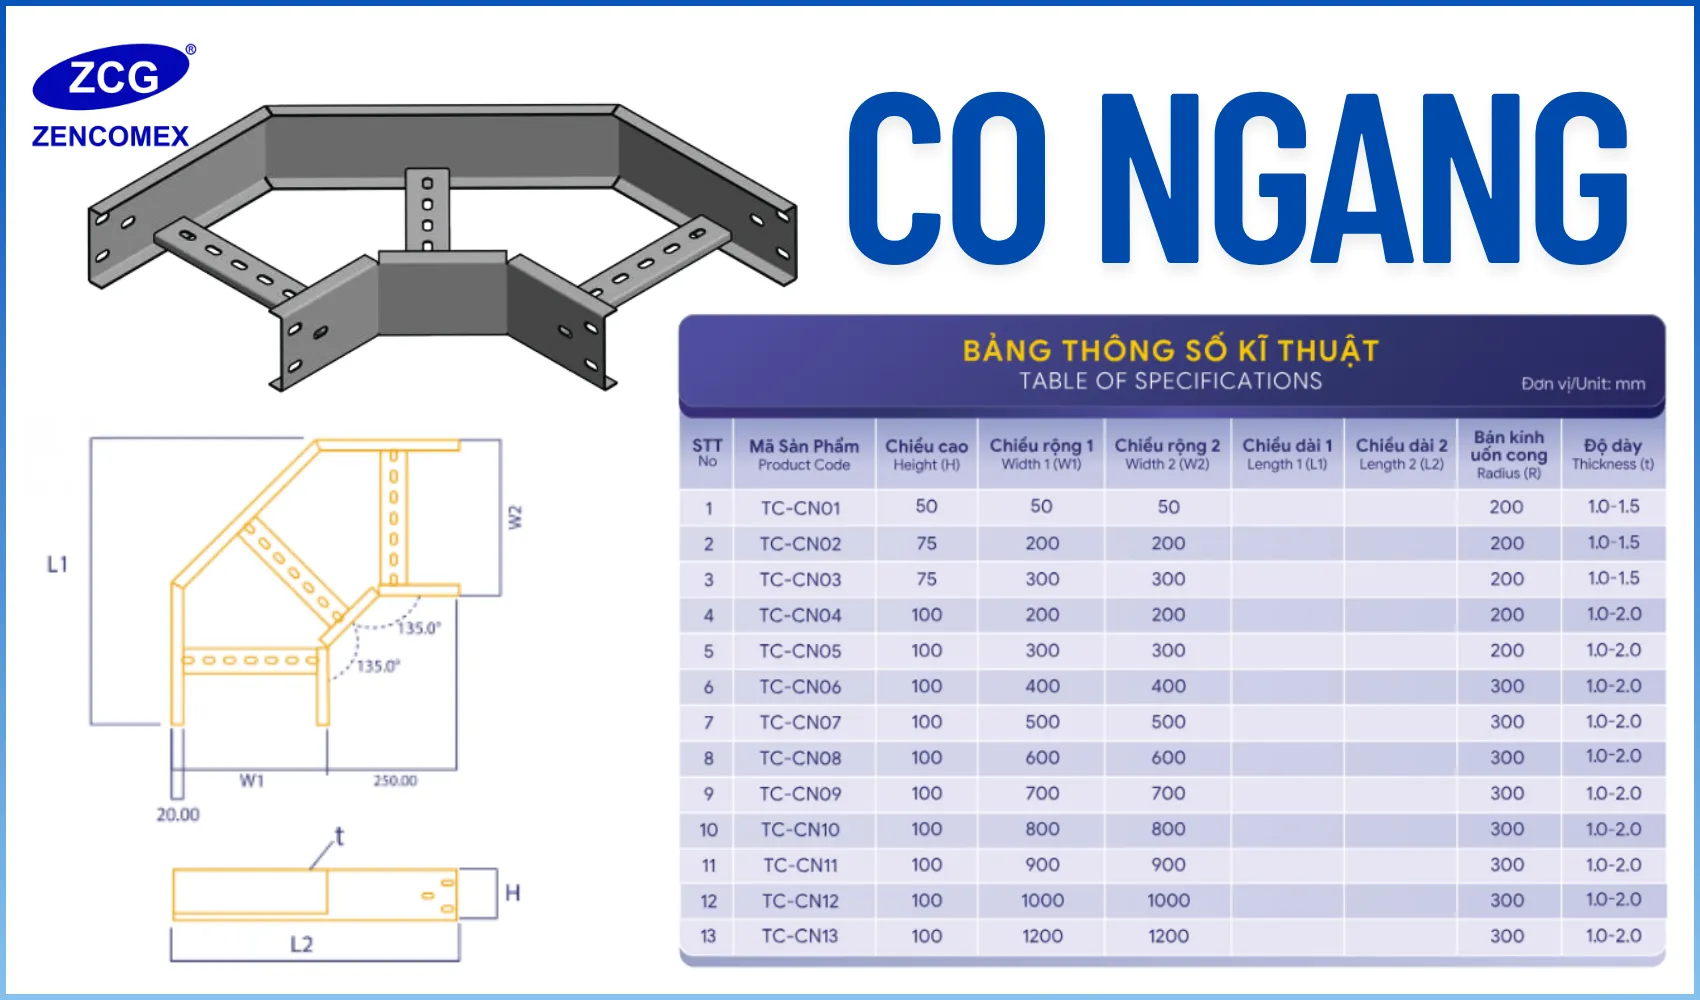 ZCG®
ZENCOMEX
CO NGANG
L1
W2
135.0°
135.0°
W1
250.00
20.00
t
H
L2
BẢNG THÔNG SỐ KĨ THUẬT
TABLE OF SPECIFICATIONS
Đơn vị/Unit: mm
STT No | Mã Sản Phẩm Product Code | Chiều cao Height (H) | Chiều rộng 1 Width 1 (W1) | Chiều rộng 2 Width 2 (W2) | Chiều dài 1 Length 1 (L1) | Chiều dài 2 Length 2 (L2) | Bán kính uốn cong Radius (R) | Độ dày Thickness (t)
1 TC-CN01 50 50 50 200 1.0-1.5
2 TC-CN02 75 200 200 200 1.0-1.5
3 TC-CN03 75 300 300 200 1.0-1.5
4 TC-CN04 100 200 200 200 1.0-2.0
5 TC-CN05 100 300 300 200 1.0-2.0
6 TC-CN06 100 400 400 300 1.0-2.0
7 TC-CN07 100 500 500 300 1.0-2.0
8 TC-CN08 100 600 600 300 1.0-2.0
9 TC-CN09 100 700 700 300 1.0-2.0
10 TC-CN10 100 800 800 300 1.0-2.0
11 TC-CN11 100 900 900 300 1.0-2.0
12 TC-CN12 100 1000 1000 300 1.0-2.0
13 TC-CN13 100 1200 1200 300 1.0-2.0